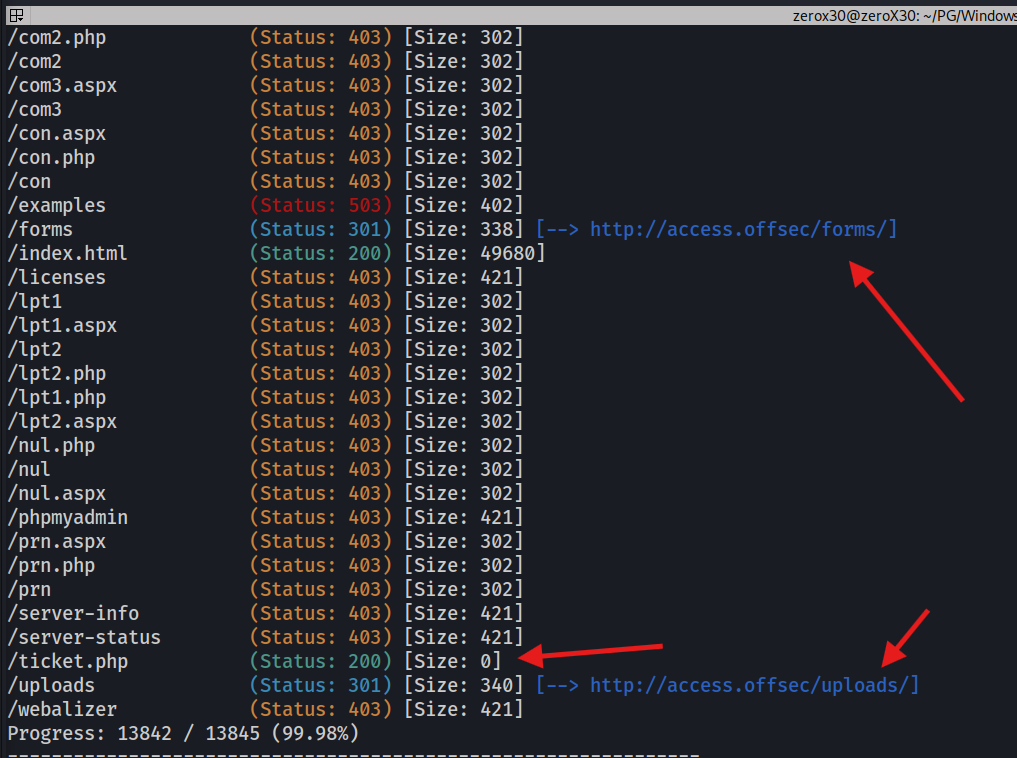 zerox30@zeroX30: ~/PG/Windows
/com2.php (Status: 403) [Size: 302]
/com2 (Status: 403) [Size: 302]
/com3.aspx (Status: 403) [Size: 302]
/com3 (Status: 403) [Size: 302]
/con.aspx (Status: 403) [Size: 302]
/con.php (Status: 403) [Size: 302]
/con (Status: 403) [Size: 302]
/examples (Status: 503) [Size: 402]
/forms (Status: 301) [Size: 338] [--> http://access.offsec/forms/]
/index.html (Status: 200) [Size: 49680]
/licenses (Status: 403) [Size: 421]
/lpt1 (Status: 403) [Size: 302]
/lpt1.aspx (Status: 403) [Size: 302]
/lpt2 (Status: 403) [Size: 302]
/lpt2.php (Status: 403) [Size: 302]
/lpt1.php (Status: 403) [Size: 302]
/lpt2.aspx (Status: 403) [Size: 302]
/nul.php (Status: 403) [Size: 302]
/nul (Status: 403) [Size: 302]
/nul.aspx (Status: 403) [Size: 302]
/phpmyadmin (Status: 403) [Size: 421]
/prn.aspx (Status: 403) [Size: 302]
/prn.php (Status: 403) [Size: 302]
/prn (Status: 403) [Size: 302]
/server-info (Status: 403) [Size: 421]
/server-status (Status: 403) [Size: 421]
/ticket.php (Status: 200) [Size: 0]
/uploads (Status: 301) [Size: 340] [--> http://access.offsec/uploads/]
/webalizer (Status: 403) [Size: 421]
Progress: 13842 / 13845 (99.98%)